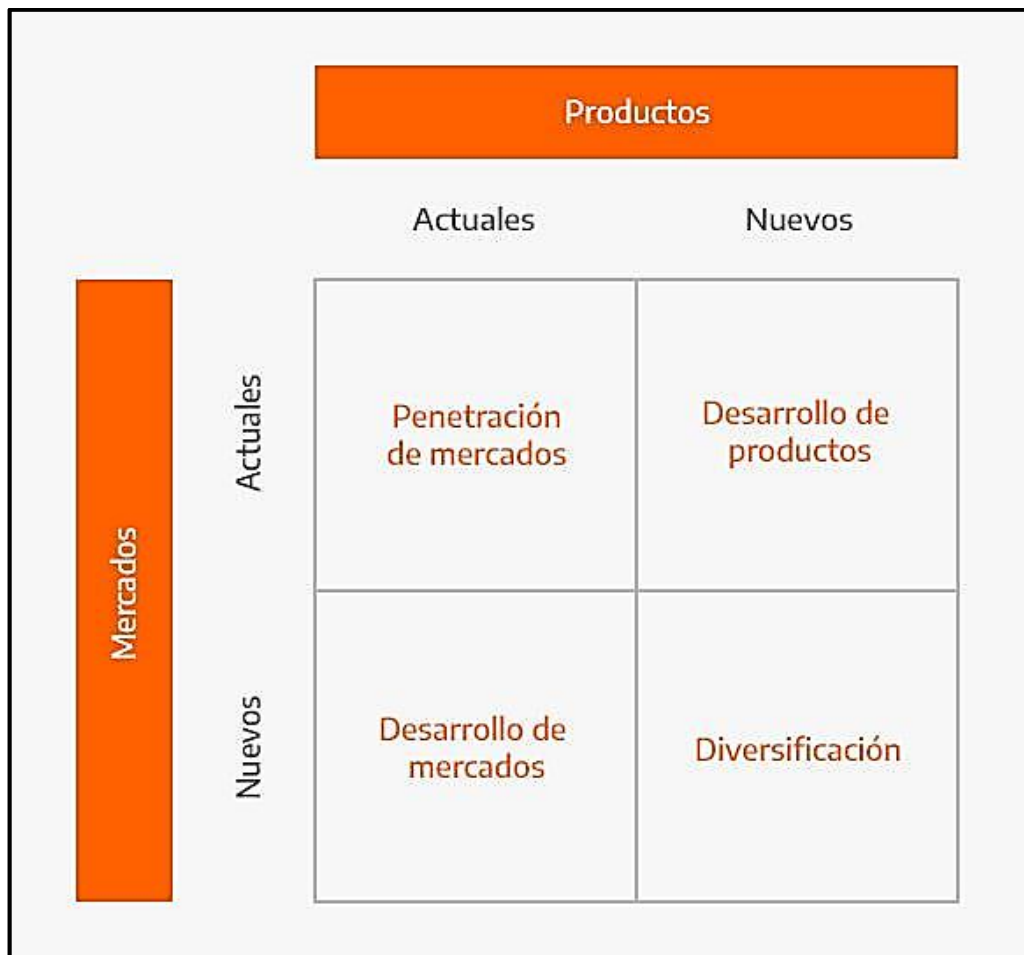 Productos
Actuales
Nuevos
Mercados
Actuales
Penetración
de mercados
Desarrollo de
productos
Nuevos
Desarrollo de
mercados
Diversificación